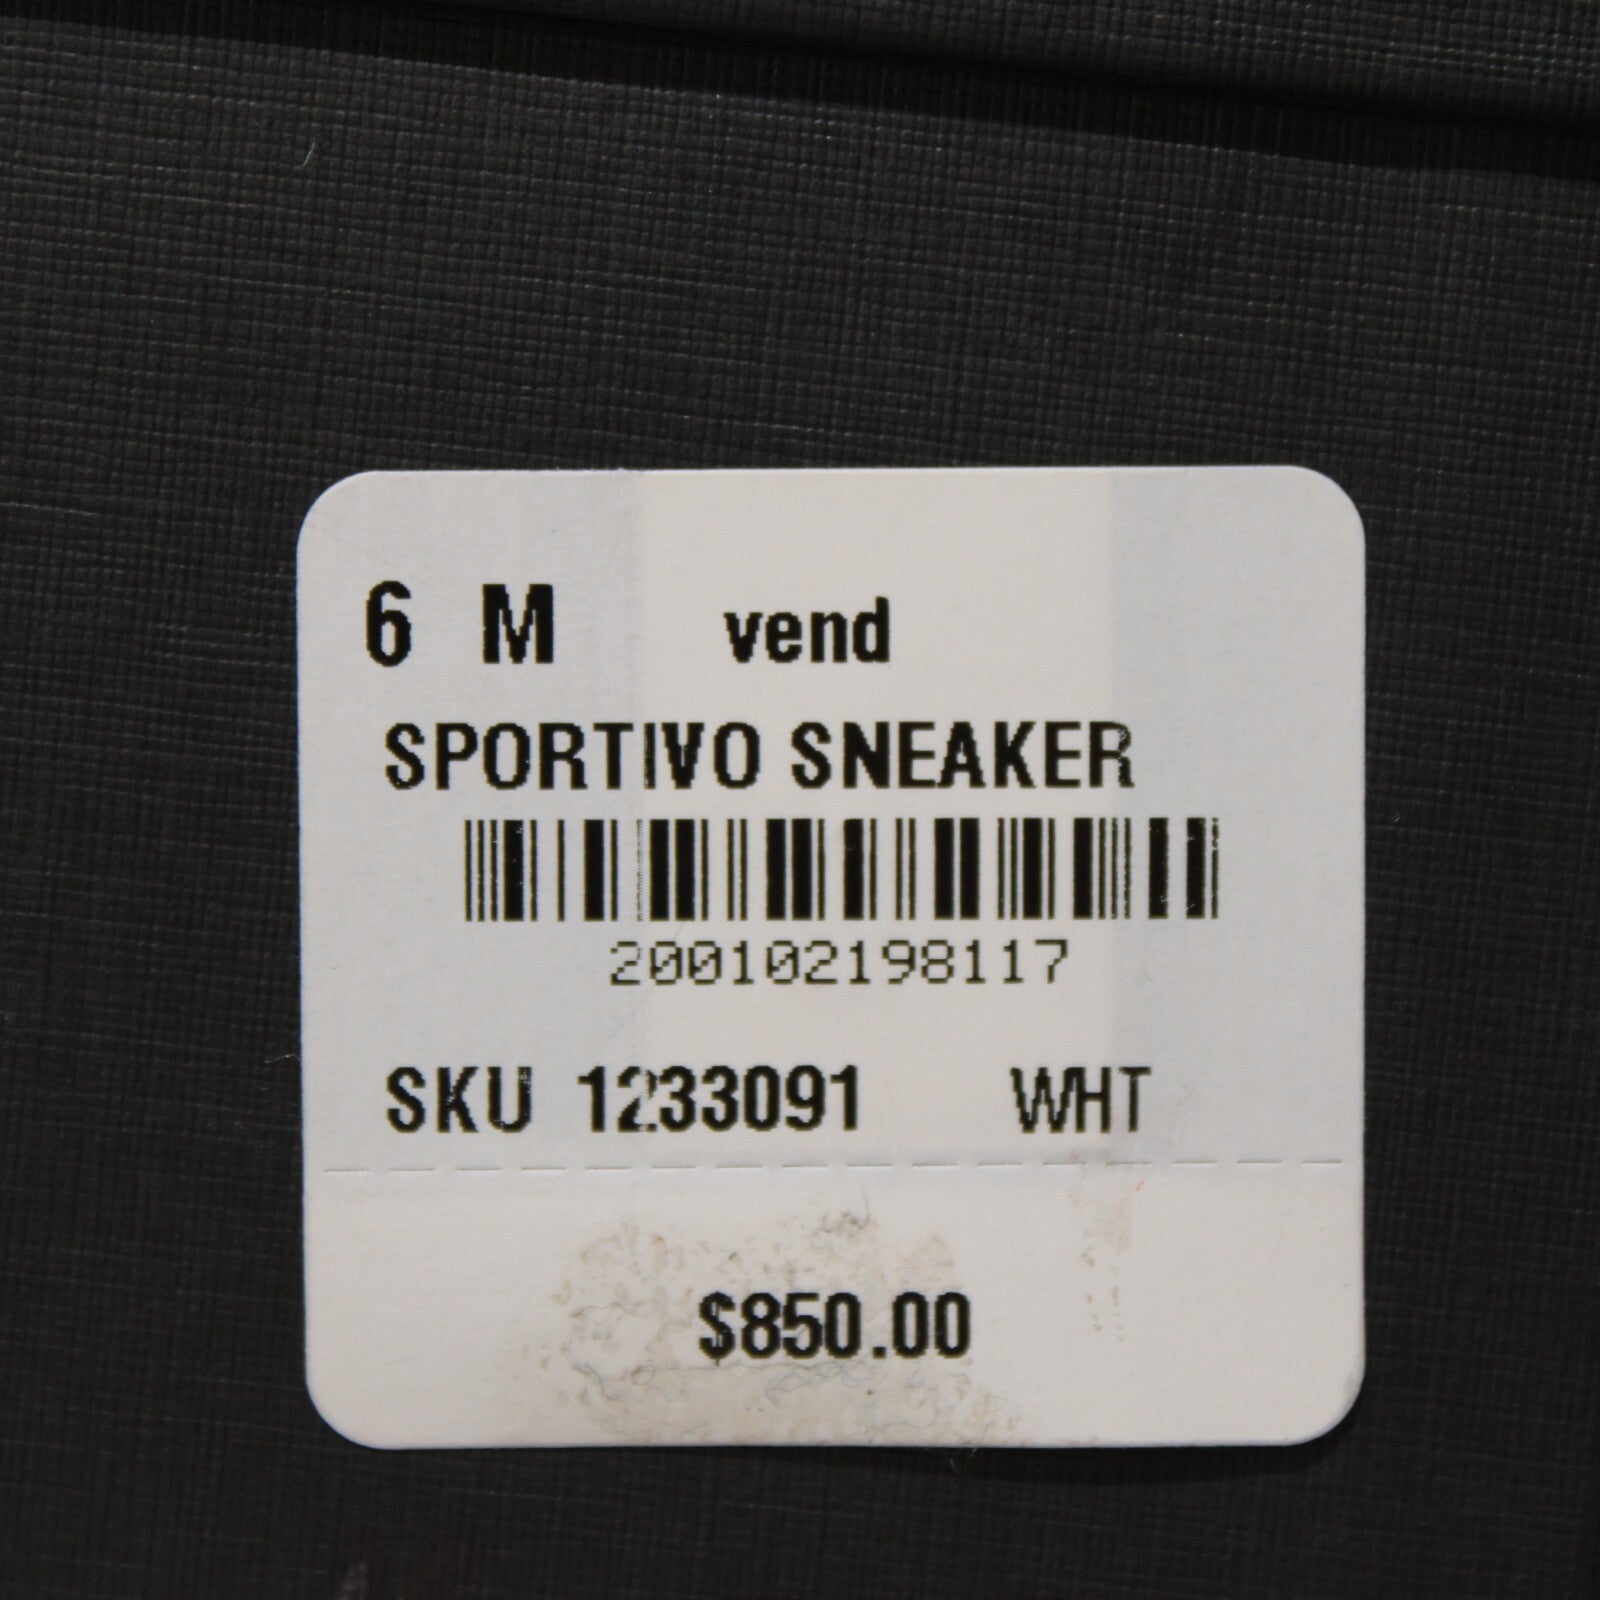 6 M vend
SPORTIVO SNEAKER
200102198117
SKU 1233091 WHT
$850.00